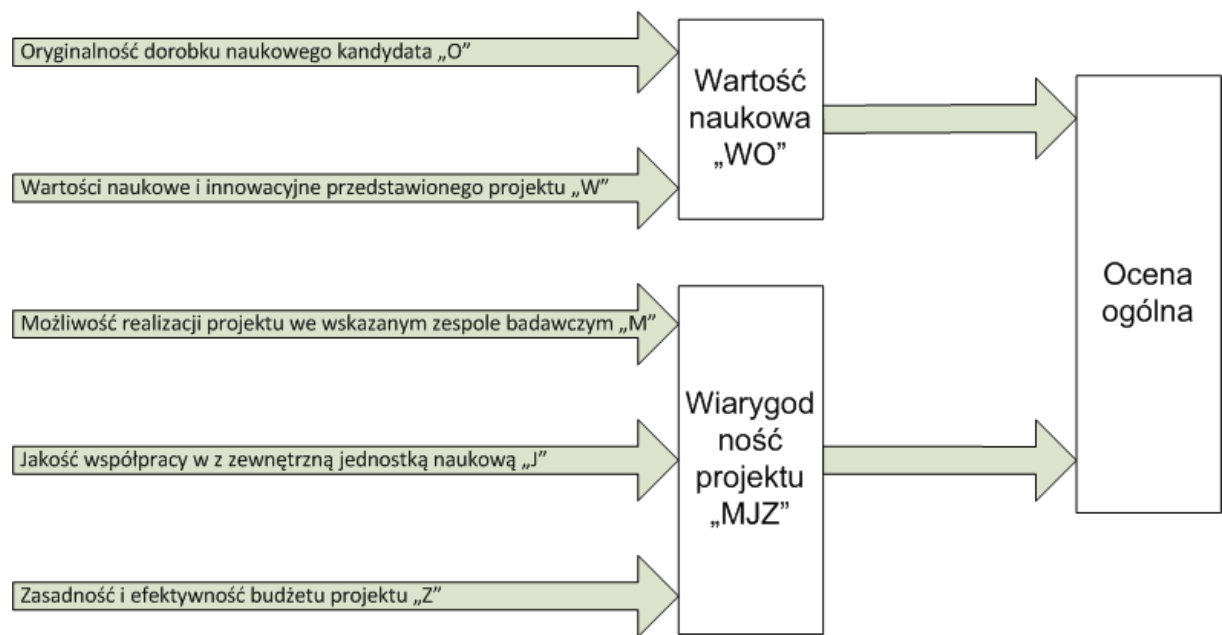 Oryginalność dorobku naukowego kandydata „O”
Wartości naukowe i innowacyjne przedstawionego projektu „W”
Wartość
naukowa
„WO”
Możliwość realizacji projektu we wskazanym zespole badawczym „M”
Jakość współpracy w z zewnętrzną jednostką naukową „J”
Zasadność i efektywność budżetu projektu „Z”
Wiarygod
ność
projektu
„MJZ”
Ocena
ogólna